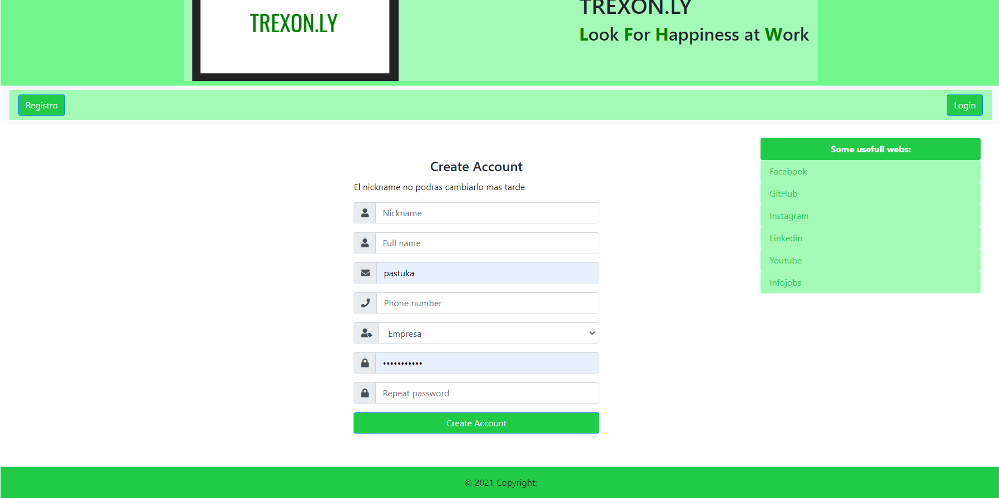 TREXON.LY
TREXON.LY
Look For Happiness at Work
Registro
Login
Create Account
El nickname no podras cambiarlo mas tarde
Nickname
Full name
pastuka
Phone number
Empresa
•••••••••••
Repeat password
Create Account
Some usefull webs:
Facebook
GitHub
Instagram
Linkedin
Youtube
Infojobs
© 2021 Copyright: